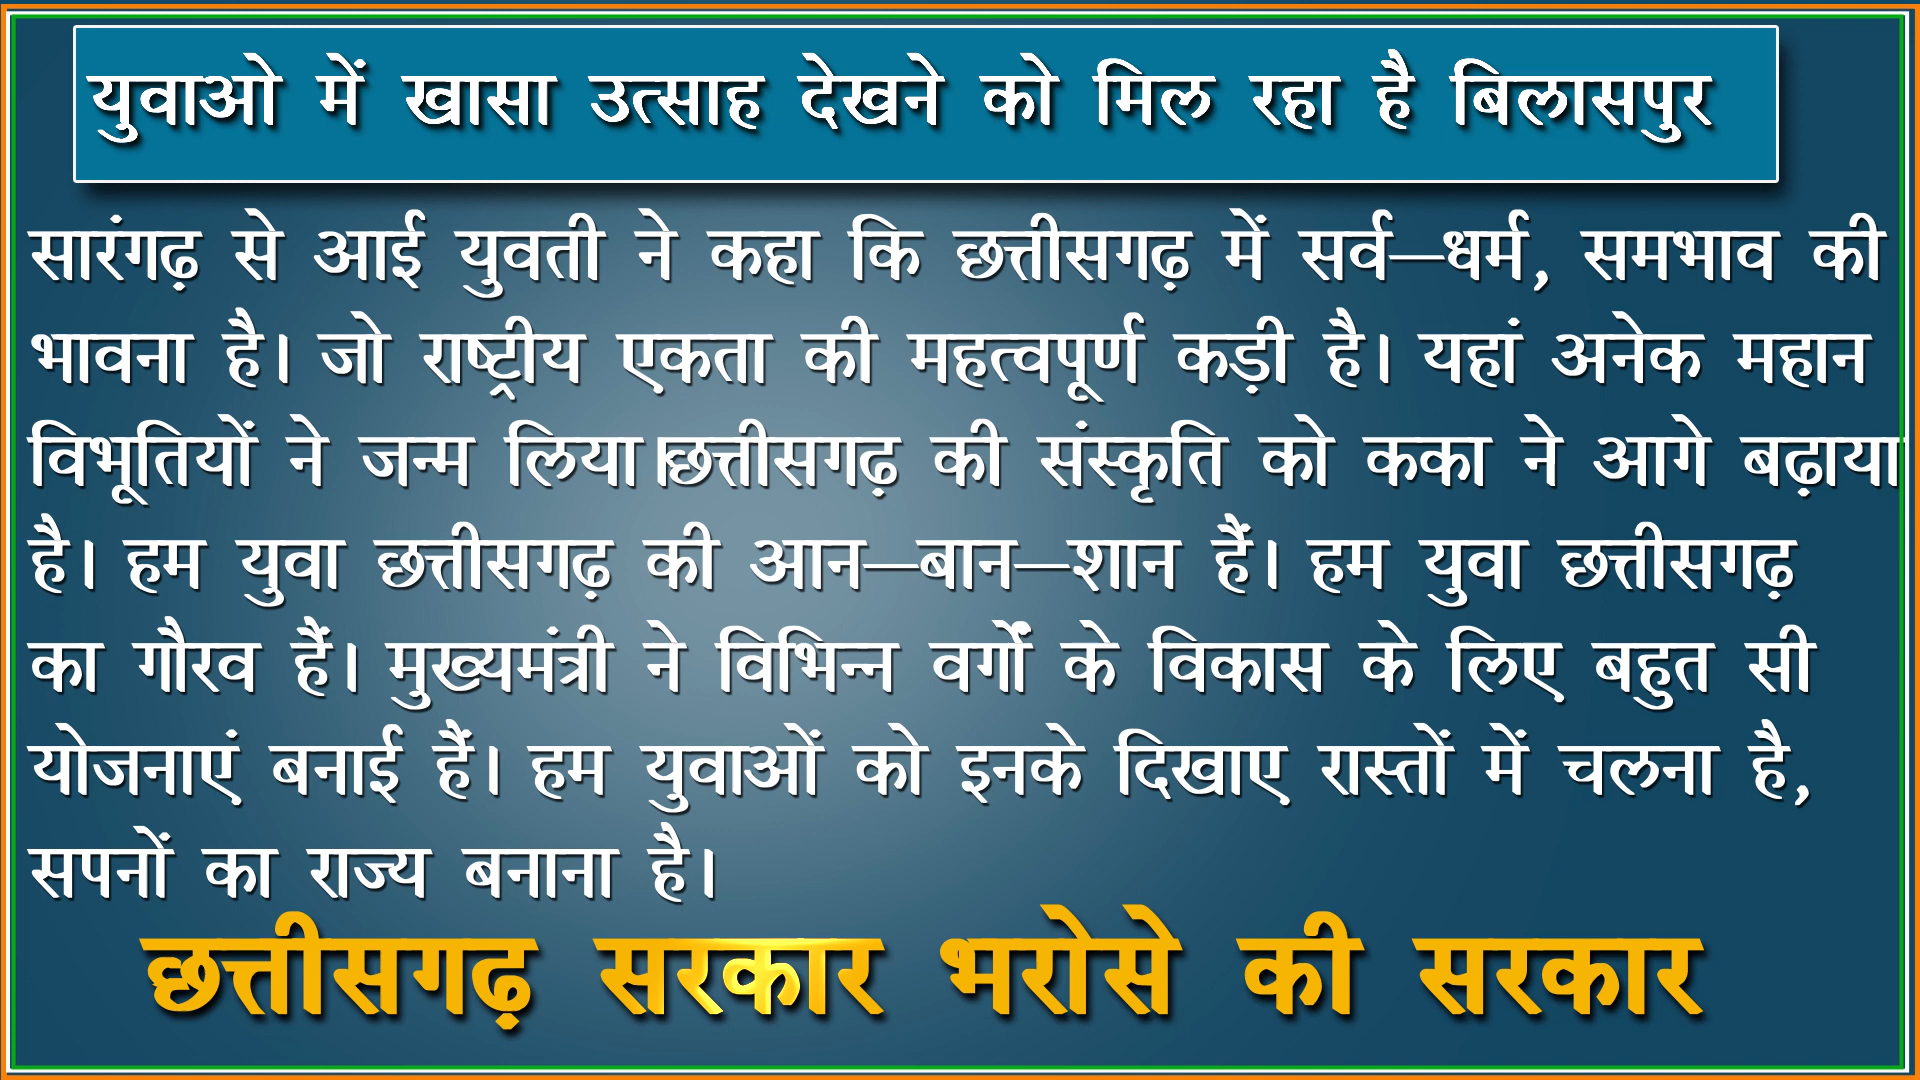 युवाओ में खासा उत्साह देखने को मिल रहा है बिलासपुर
सारंगढ़ से आई युवती ने कहा कि छत्तीसगढ़ में सर्व–धर्म, समभाव की
भावना है। जो राष्ट्रीय एकता की महत्वपूर्ण कड़ी है। यहां अनेक महान
विभूतियों ने जन्म लिया।छत्तीसगढ़ की संस्कृति को कका ने आगे बढ़ाया
है। हम युवा छत्तीसगढ़ की आन–बान–शान हैं। हम युवा छत्तीसगढ़
का गौरव हैं। मुख्यमंत्री ने विभिन्न वर्गों के विकास के लिए बहुत सी
योजनाएं बनाई हैं। हम युवाओं को इनके दिखाए रास्तों में चलना है,
सपनों का राज्य बनाना है।
छत्तीसगढ़ सरकार भरोसे की सरकार